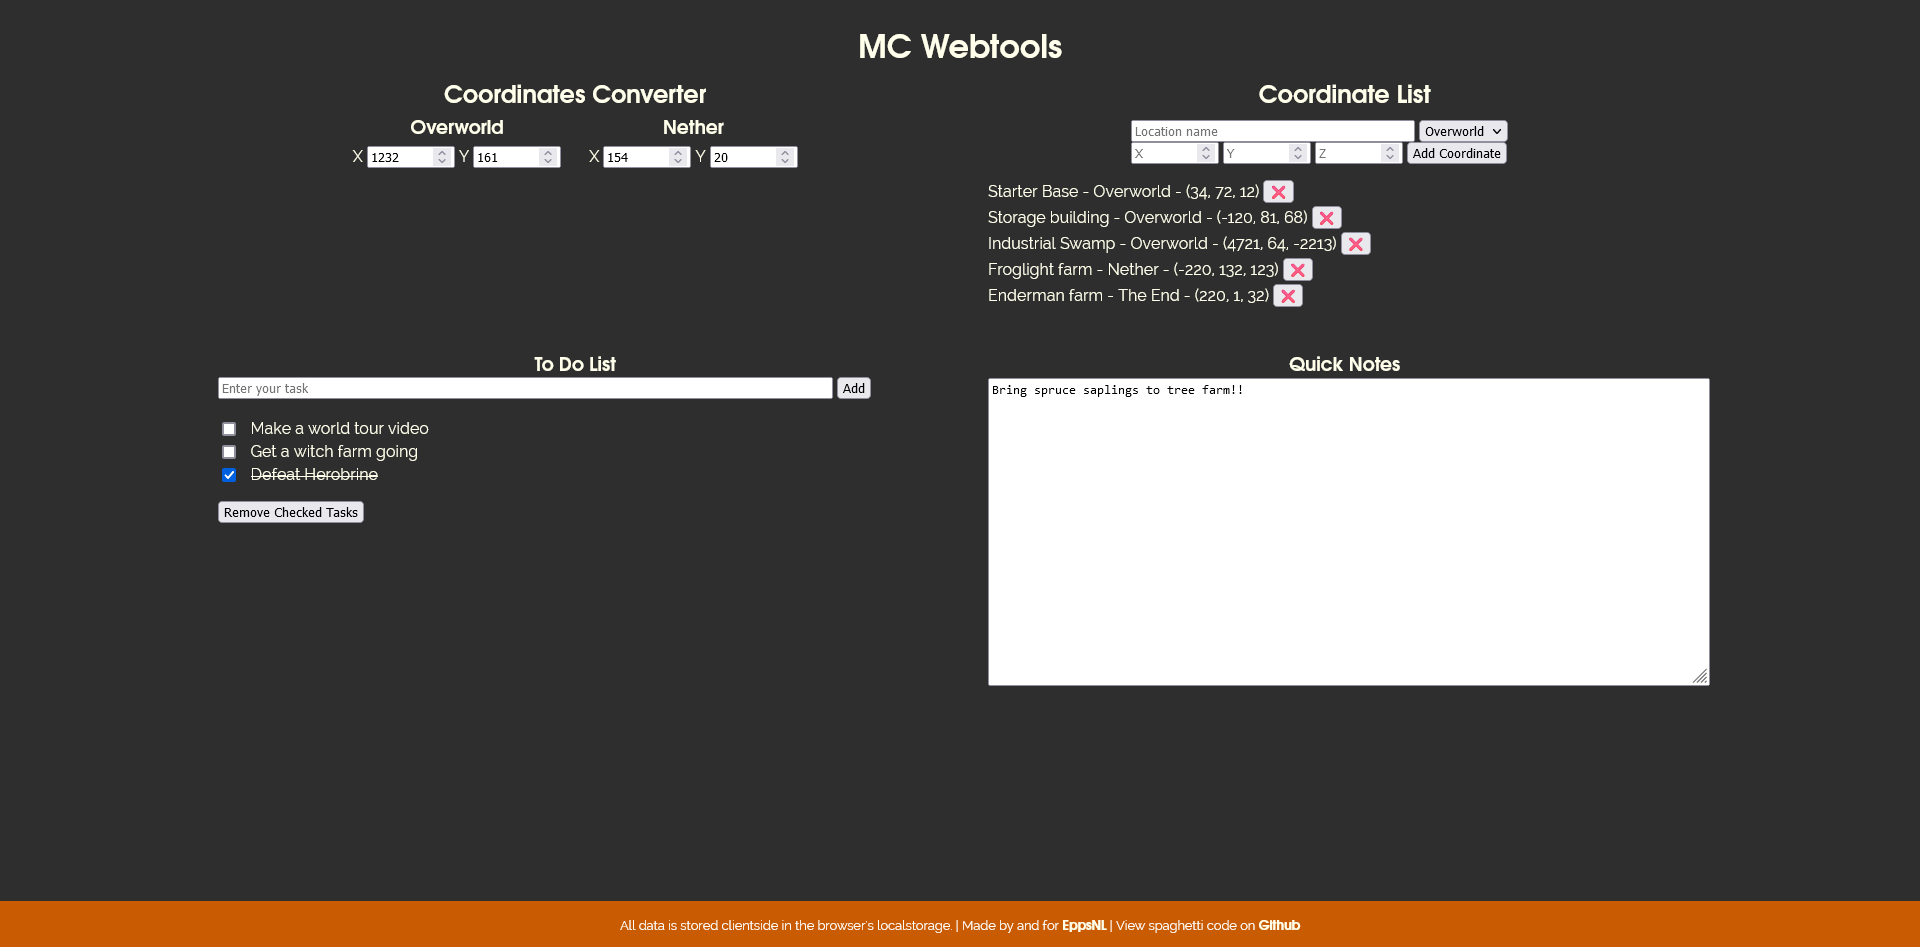 MC Webtools
Coordinates Converter
Overworld
Nether
X 1232 Y 161
X 154 Y 20
Coordinate List
Location name Overworld
X Y Z Add Coordinate
Starter Base - Overworld - (34, 72, 12) ❌
Storage building - Overworld - (-120, 81, 68) ❌
Industrial Swamp - Overworld - (4721, 64, -2213) ❌
Froglight farm - Nether - (-220, 132, 123) ❌
Enderman farm - The End - (220, 1, 32) ❌
To Do List
Enter your task Add
Make a world tour video
Get a witch farm going
Defeat Herobrine
Remove Checked Tasks
Quick Notes
Bring spruce saplings to tree farm!!
All data is stored clientside in the browser's localstorage. | Made by and for EppsNL | View spaghetti code on Github